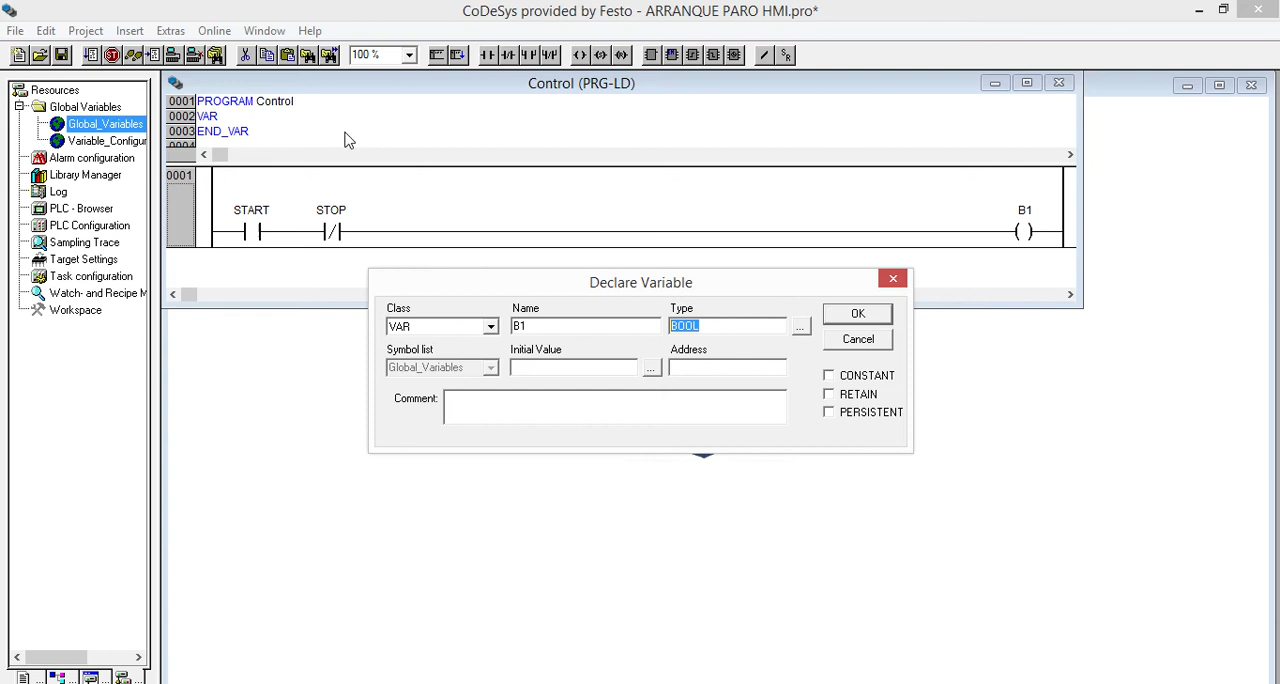 CoDeSys provided by Festo - ARRANQUE PARO HMI.pro*
File Edit Project Insert Extras Online Window Help
100 %
Resources
Global Variables
Global_Variables
Variable_Configur
Alarm configuration
Library Manager
Log
PLC - Browser
PLC Configuration
Sampling Trace
Target Settings
Task configuration
Watch- and Recipe M
Workspace
Control (PRG-LD)
0001 PROGRAM Control
0002 VAR
0003 END_VAR
0004
0001
START STOP B1
Declare Variable
Class Name Type
VAR B1 BOOL ... OK
Symbol list Initial Value Address Cancel
Global_Variables ...
CONSTANT
Comment: RETAIN
PERSISTENT